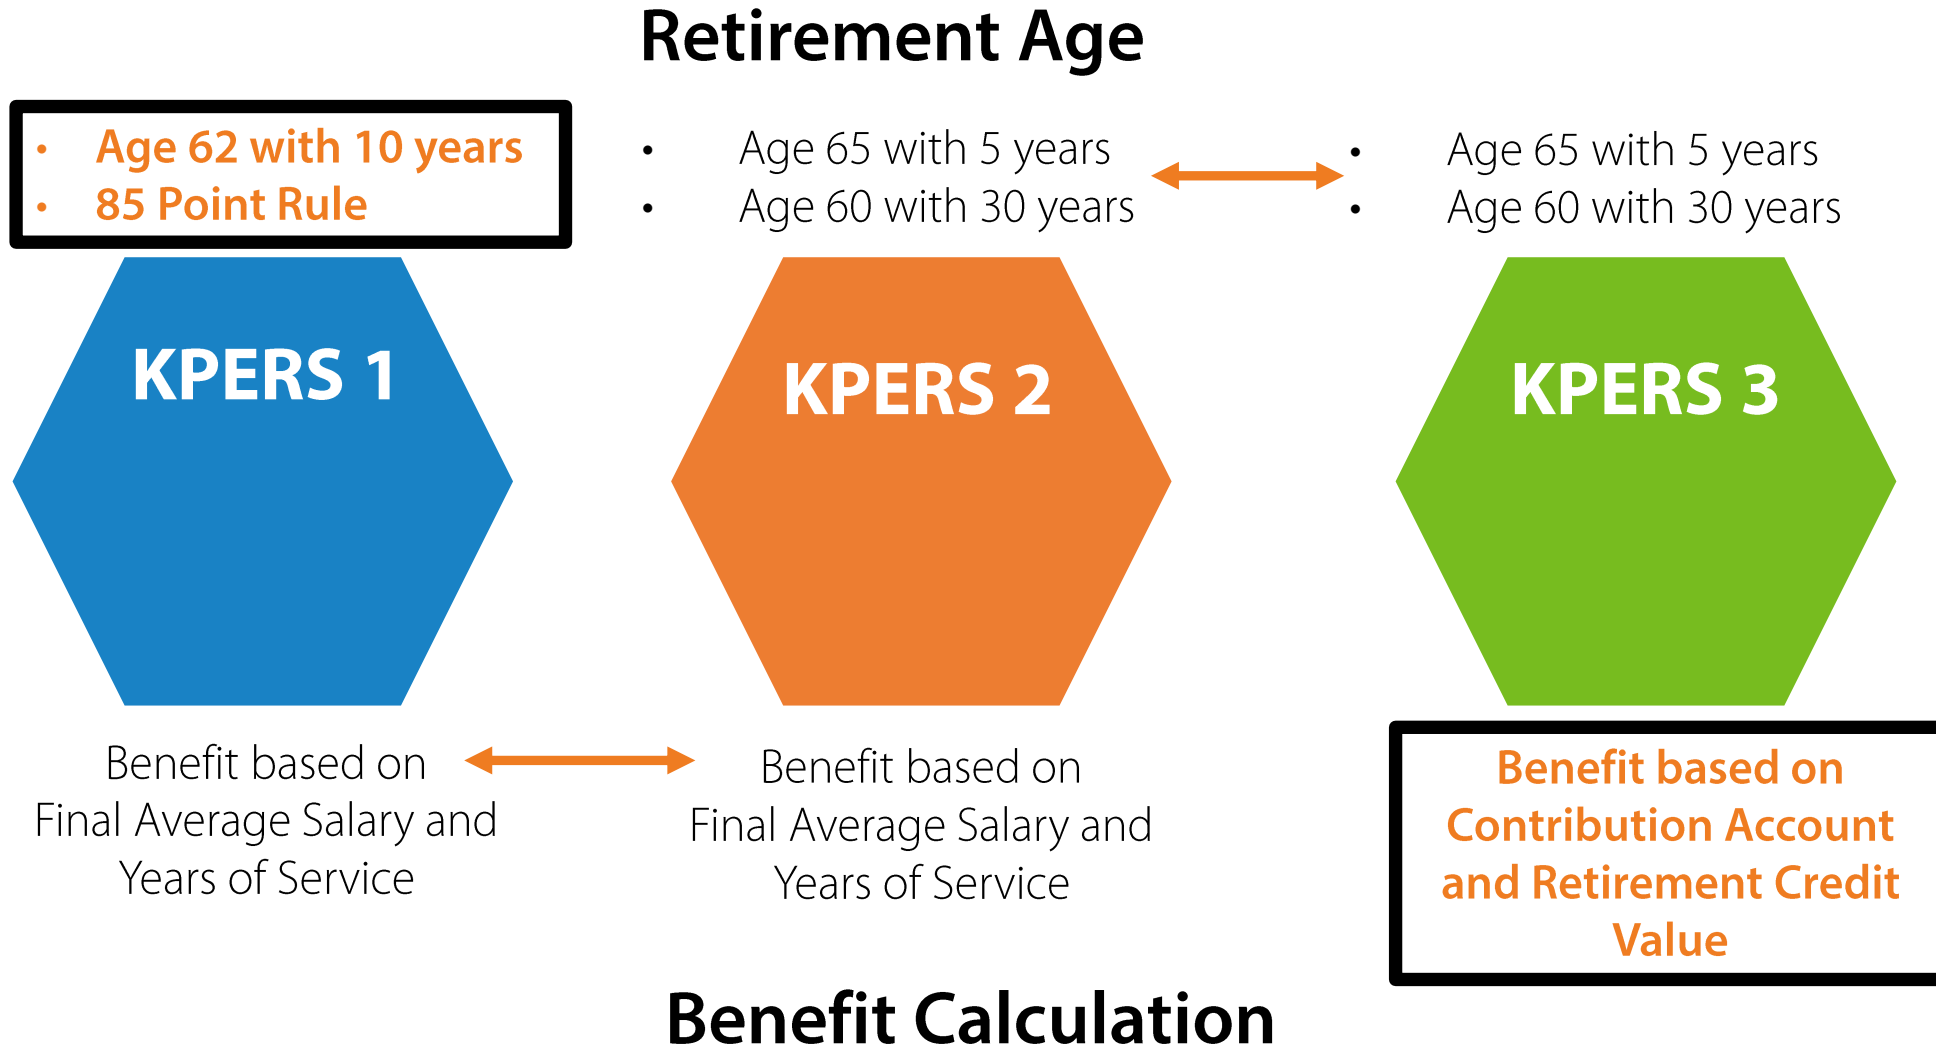 Retirement Age
• Age 62 with 10 years
• 85 Point Rule
• Age 65 with 5 years
• Age 60 with 30 years
• Age 65 with 5 years
• Age 60 with 30 years
KPERS 1
KPERS 2
KPERS 3
Benefit based on
Final Average Salary and
Years of Service
Benefit based on
Final Average Salary and
Years of Service
Benefit based on
Contribution Account
and Retirement Credit
Value
Benefit Calculation